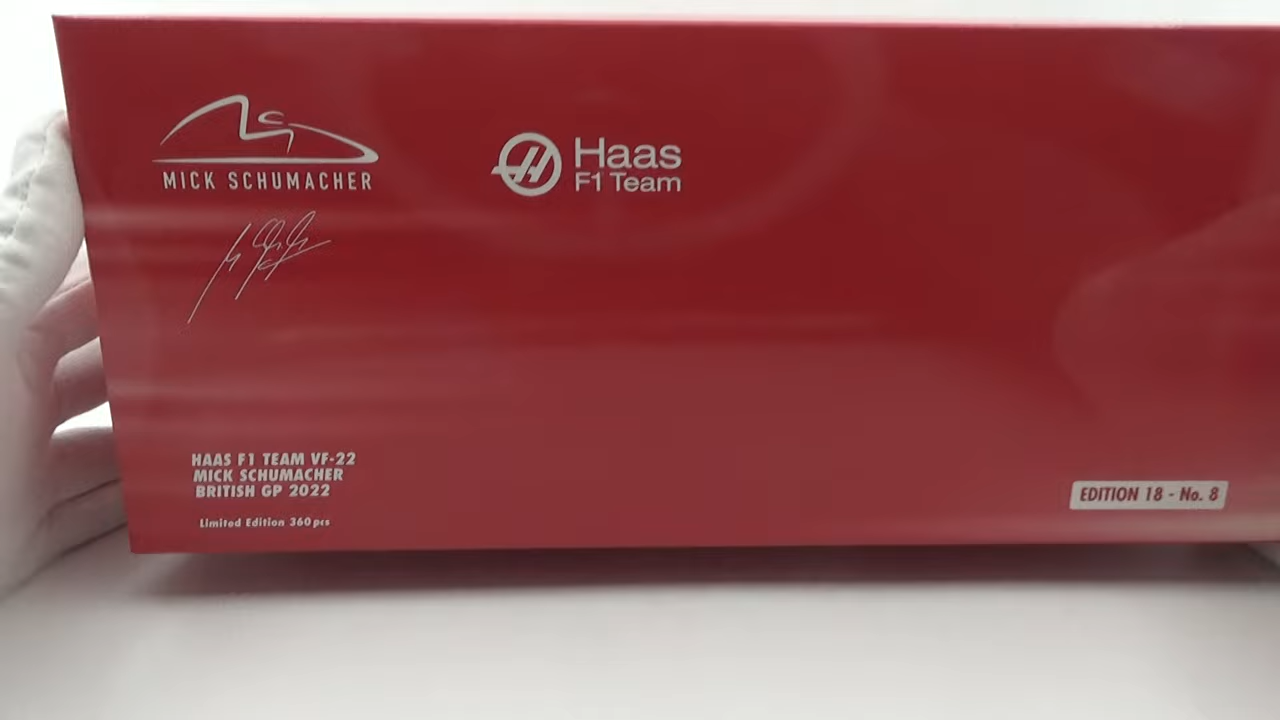 MICK SCHUMACHER
Haas
F1 Team
HAAS F1 TEAM VF-22
MICK SCHUMACHER
BRITISH GP 2022
Limited Edition 360 pcs
EDITION 18 - No. 8